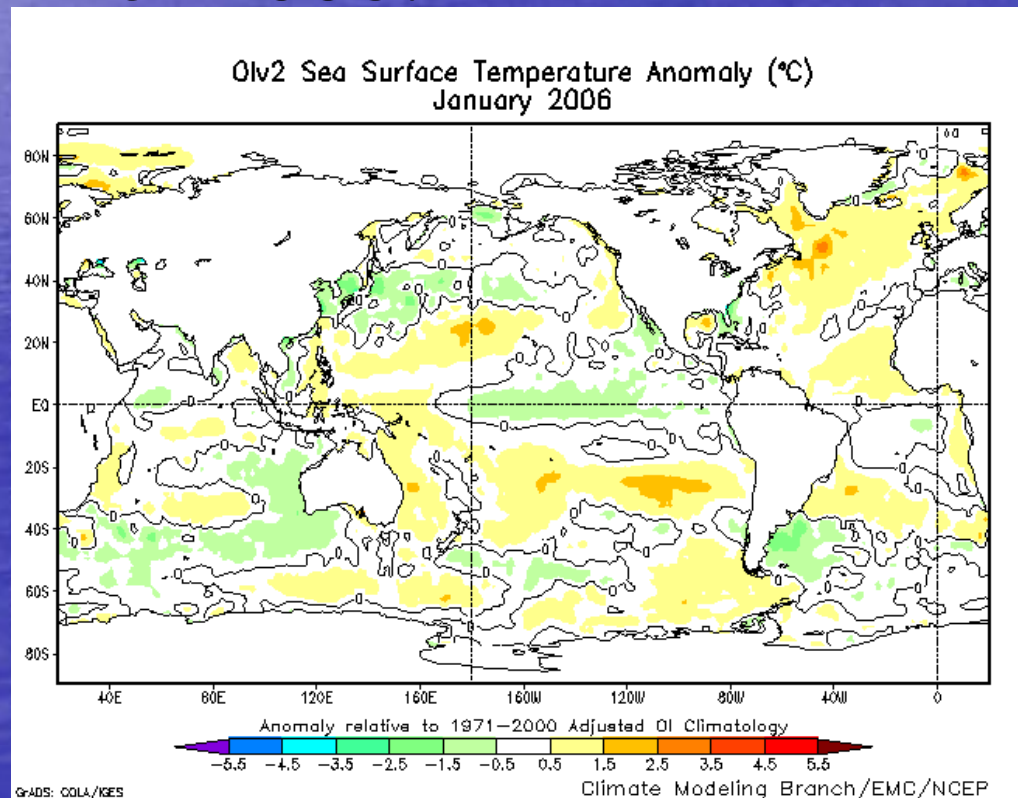 OIv2 Sea Surface Temperature Anomaly (°C)
January 2006
80N
60N
40N
20N
EQ
20S
40S
60S
80S
40E 80E 120E 160E 160W 120W 80W 40W 0
Anomaly relative to 1971–2000 Adjusted OI Climatology
-5.5 -4.5 -3.5 -2.5 -1.5 -0.5 0.5 1.5 2.5 3.5 4.5 5.5
GrADS: COLA/IGES
Climate Modeling Branch/EMC/NCEP